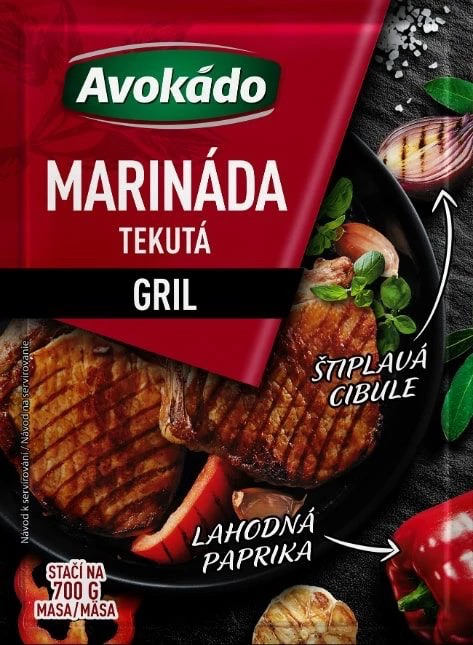 Avokádo
MARINÁDA
TEKUTÁ
GRIL
ŠTIPLAVÁ
CIBULE
LAHODNÁ
PAPRIKA
Návod k servírování / Návod na servírovanie
STAČÍ NA
700 G
MASA/MÄSA